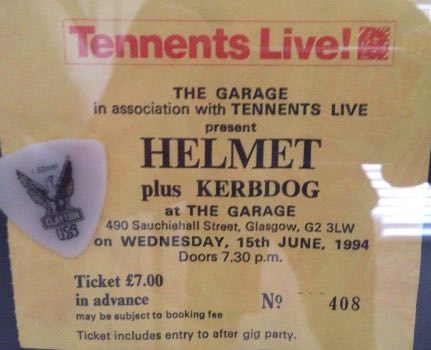 Tennents Live!
THE GARAGE
in association with TENNENTS LIVE
present
HELMET
plus KERBDOG
at THE GARAGE
490 Sauchiehall Street, Glasgow, G2 3LW
on WEDNESDAY, 15th JUNE, 1994
Doors 7.30 p.m.
Ticket £7.00
in advance
may be subject to booking fee
Nº 408
Ticket includes entry to after gig party.
CLAYTON
USA